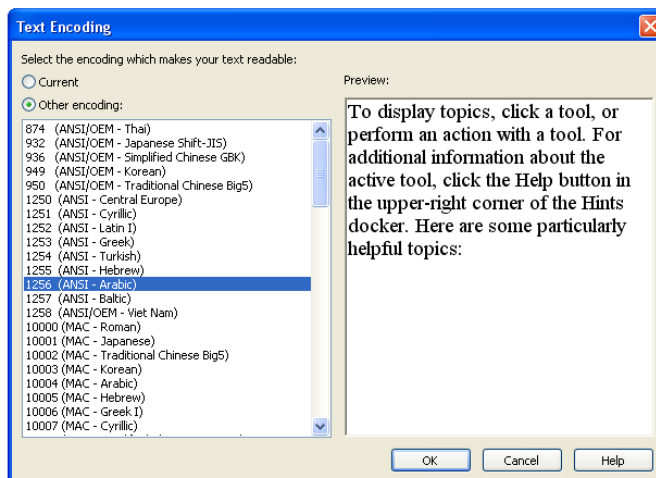 Text Encoding
Select the encoding which makes your text readable:
Current
Other encoding:
874 (ANSI/OEM - Thai)
932 (ANSI/OEM - Japanese Shift-JIS)
936 (ANSI/OEM - Simplified Chinese GBK)
949 (ANSI/OEM - Korean)
950 (ANSI/OEM - Traditional Chinese Big5)
1250 (ANSI - Central Europe)
1251 (ANSI - Cyrillic)
1252 (ANSI - Latin I)
1253 (ANSI - Greek)
1254 (ANSI - Turkish)
1255 (ANSI - Hebrew)
1256 (ANSI - Arabic)
1257 (ANSI - Baltic)
1258 (ANSI/OEM - Viet Nam)
10000 (MAC - Roman)
10001 (MAC - Japanese)
10002 (MAC - Traditional Chinese Big5)
10003 (MAC - Korean)
10004 (MAC - Arabic)
10005 (MAC - Hebrew)
10006 (MAC - Greek I)
10007 (MAC - Cyrillic)
Preview:
To display topics, click a tool, or
perform an action with a tool. For
additional information about the
active tool, click the Help button in
the upper-right corner of the Hints
docker. Here are some particularly
helpful topics:
OK
Cancel
Help